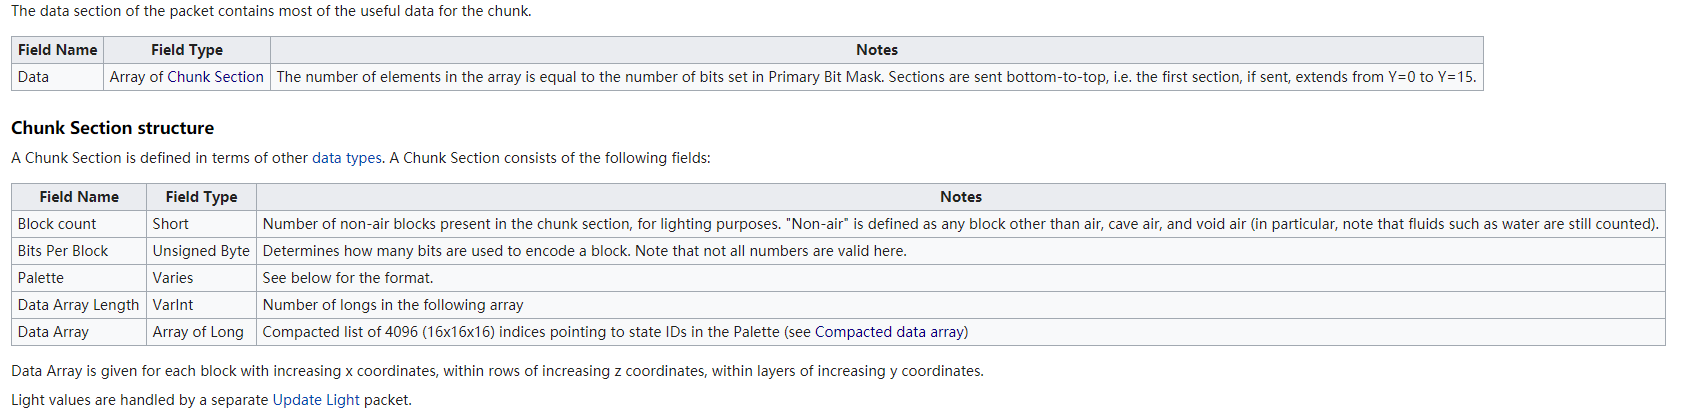 The data section of the packet contains most of the useful data for the chunk.
Field Name Field Type Notes
Data Array of Chunk Section The number of elements in the array is equal to the number of bits set in Primary Bit Mask. Sections are sent bottom-to-top, i.e. the first section, if sent, extends from Y=0 to Y=15.
Chunk Section structure
A Chunk Section is defined in terms of other data types. A Chunk Section consists of the following fields:
Field Name Field Type Notes
Block count Short Number of non-air blocks present in the chunk section, for lighting purposes. "Non-air" is defined as any block other than air, cave air, and void air (in particular, note that fluids such as water are still counted).
Bits Per Block Unsigned Byte Determines how many bits are used to encode a block. Note that not all numbers are valid here.
Palette Varies See below for the format.
Data Array Length VarInt Number of longs in the following array
Data Array Array of Long Compacted list of 4096 (16x16x16) indices pointing to state IDs in the Palette (see Compacted data array)
Data Array is given for each block with increasing x coordinates, within rows of increasing z coordinates, within layers of increasing y coordinates.
Light values are handled by a separate Update Light packet.